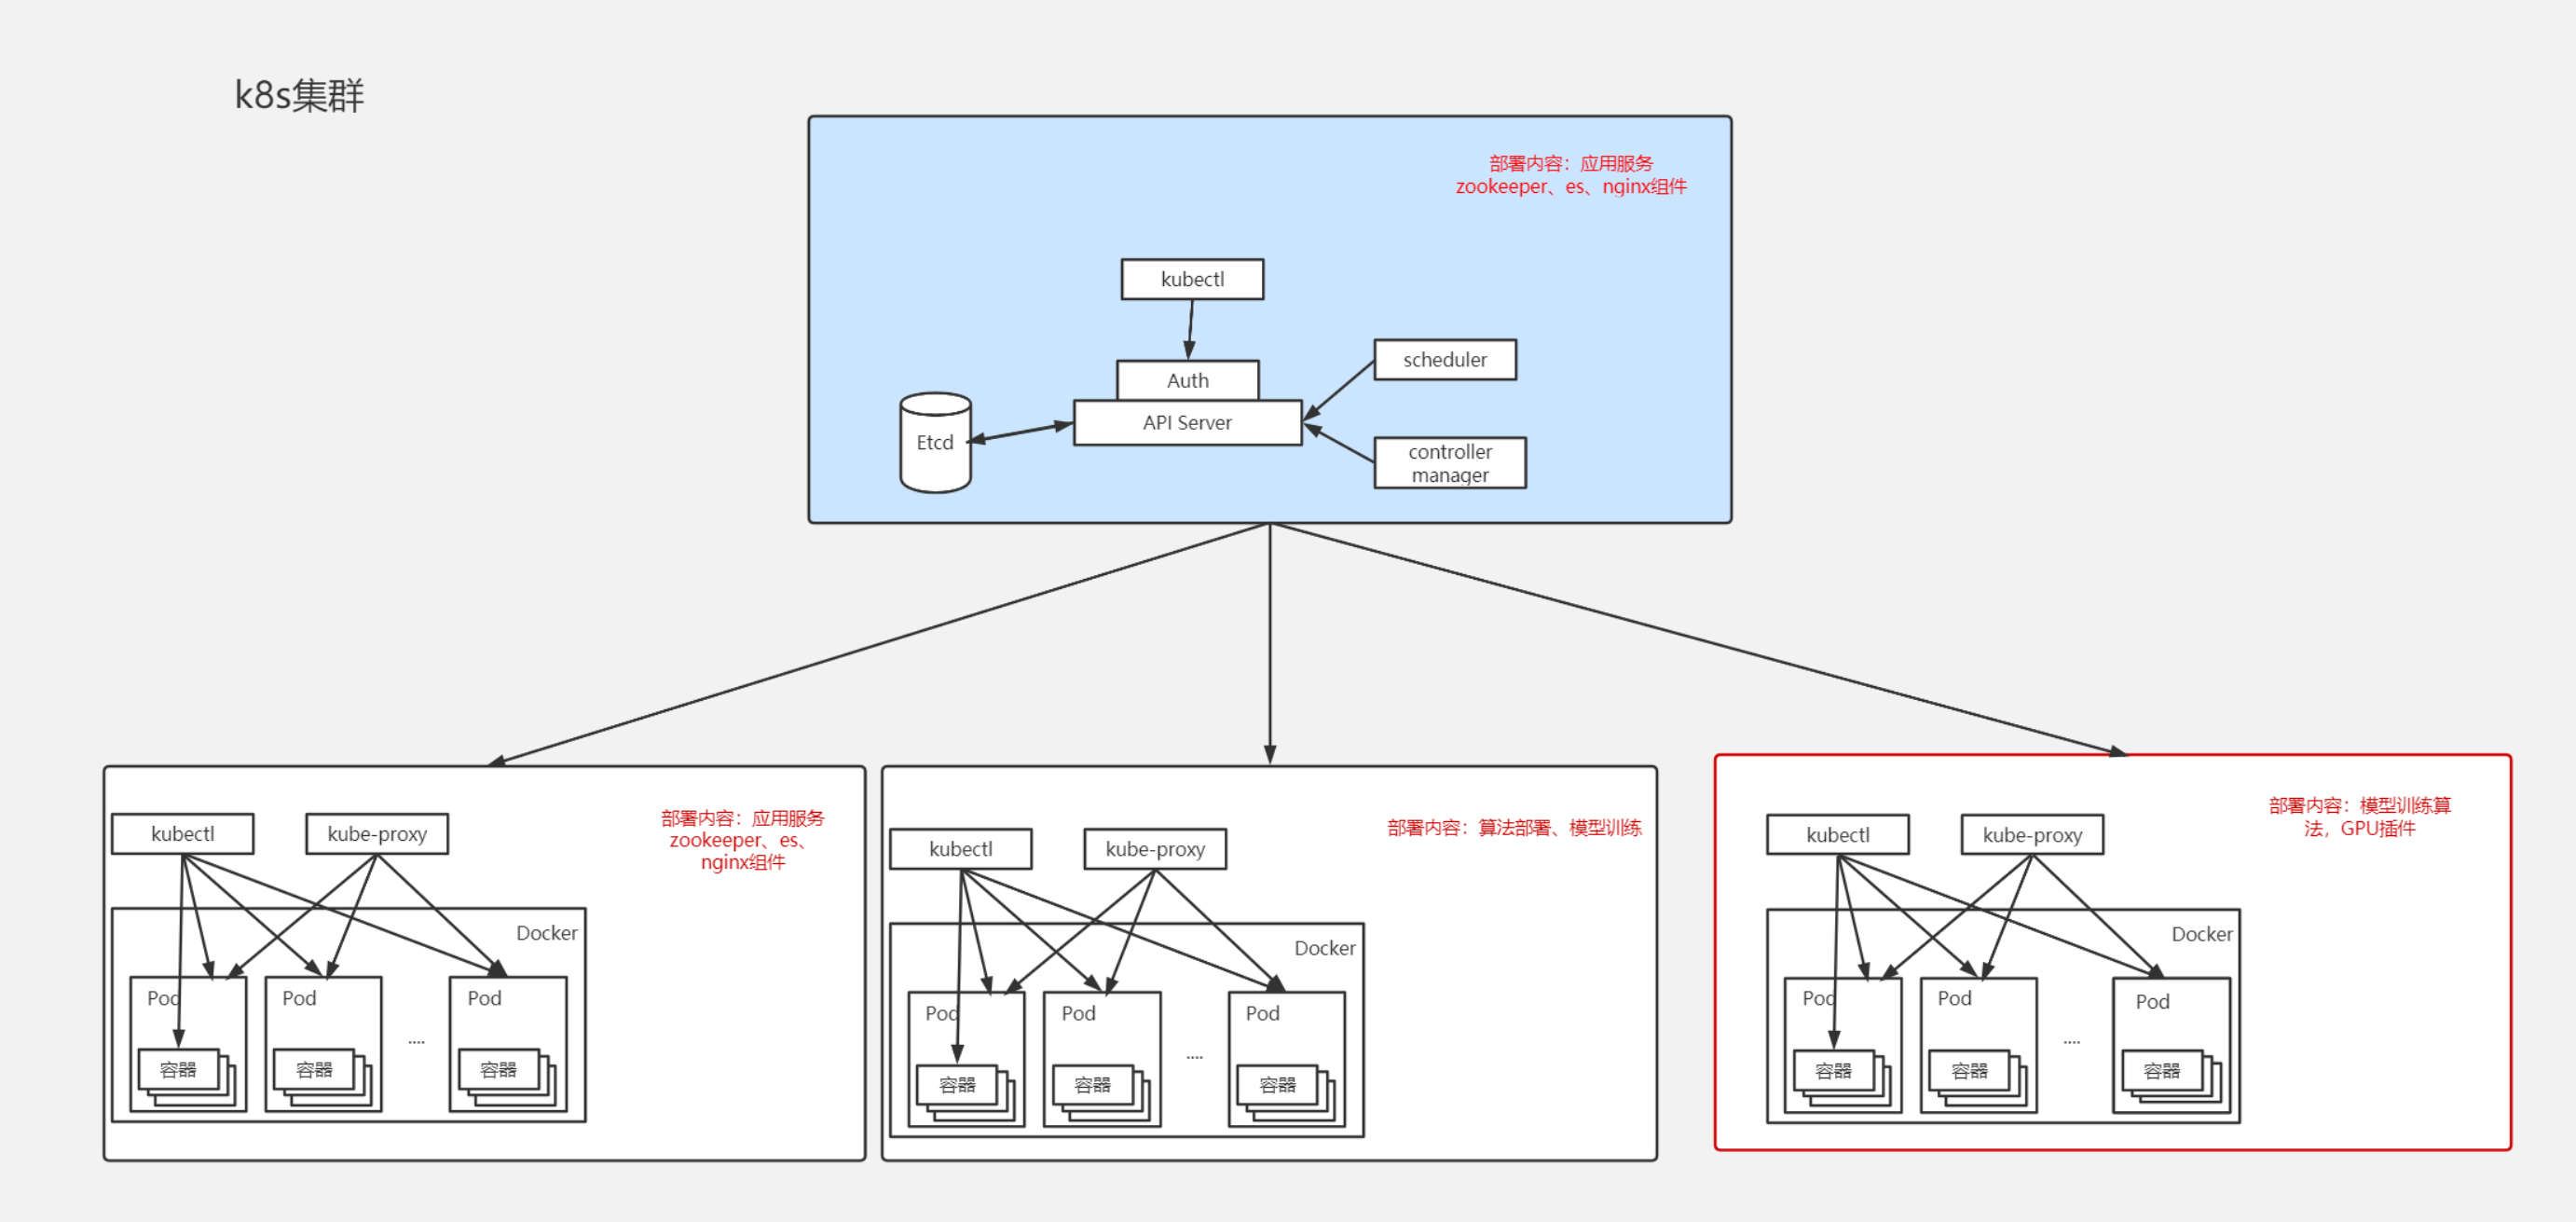 k8s集群
部署内容：应用服务
zookeeper、es、nginx组件
kubectl
Auth
API Server
Etcd
scheduler
controller
manager
kubectl
kube-proxy
部署内容：应用服务
zookeeper、es、
nginx组件
Docker
Pod
Pod
Pod
....
容器
容器
容器
kubectl
kube-proxy
部署内容：算法部署、模型训练
Docker
Pod
Pod
Pod
....
容器
容器
容器
kubectl
kube-proxy
部署内容：模型训练算
法，GPU插件
Docker
Pod
Pod
Pod
....
容器
容器
容器